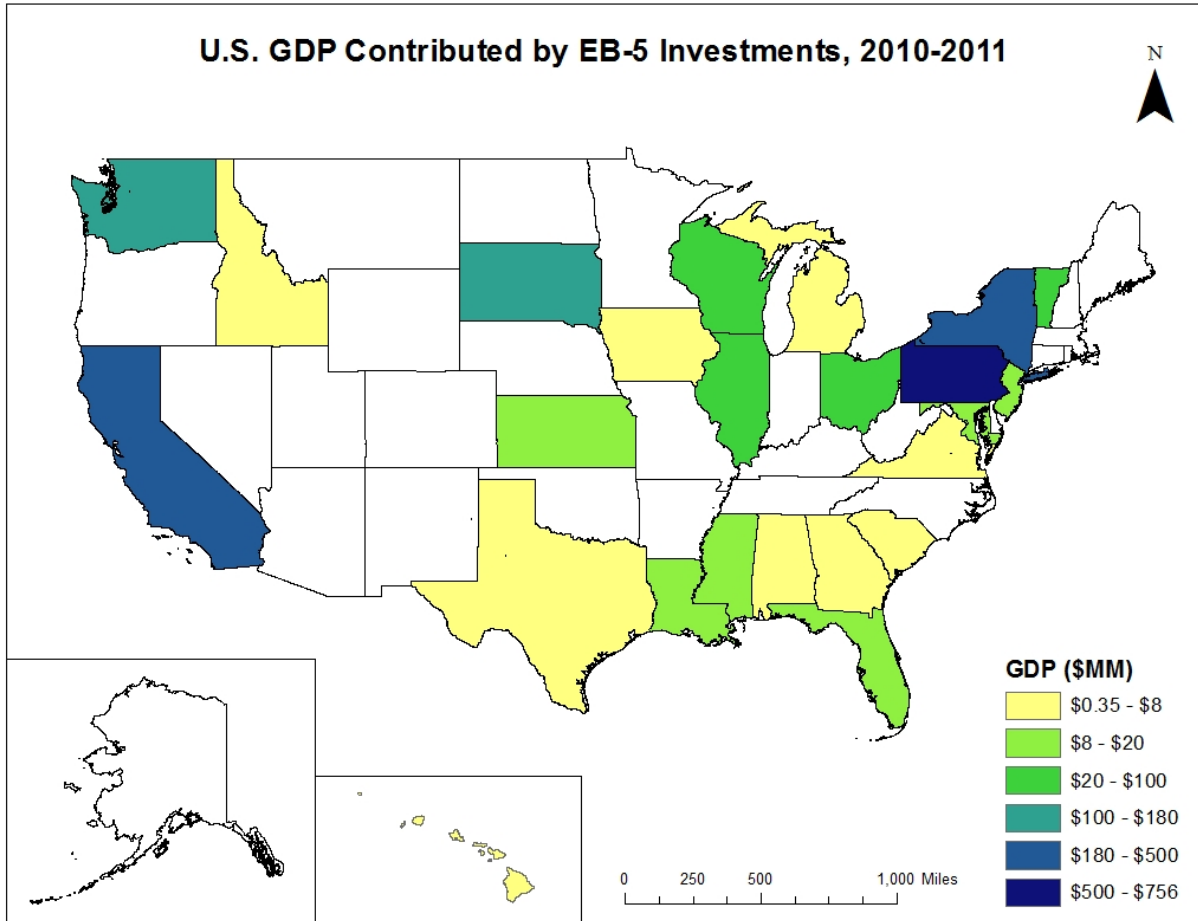 U.S. GDP Contributed by EB-5 Investments, 2010-2011
N
GDP ($MM)
$0.35 - $8
$8 - $20
$20 - $100
$100 - $180
$180 - $500
$500 - $756
0 250 500 1,000 Miles